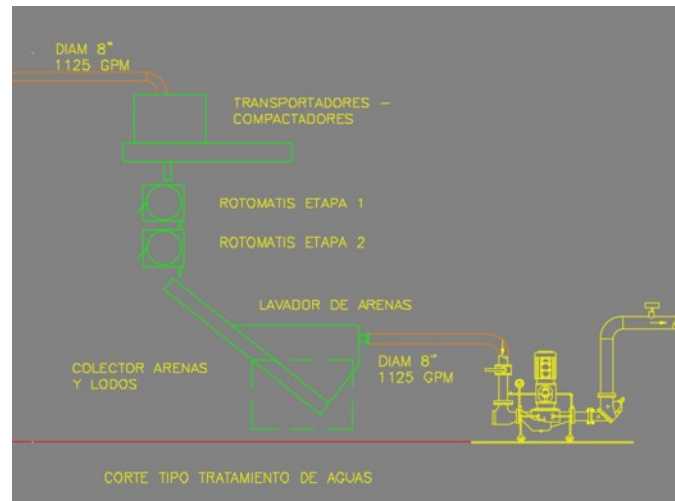 DIAM 8"
1125 GPM
TRANSPORTADORES -
COMPACTADORES
ROTOMATIS ETAPA 1
ROTOMATIS ETAPA 2
LAVADOR DE ARENAS
COLECTOR ARENAS
Y LODOS
DIAM 8"
1125 GPM
CORTE TIPO TRATAMIENTO DE AGUAS